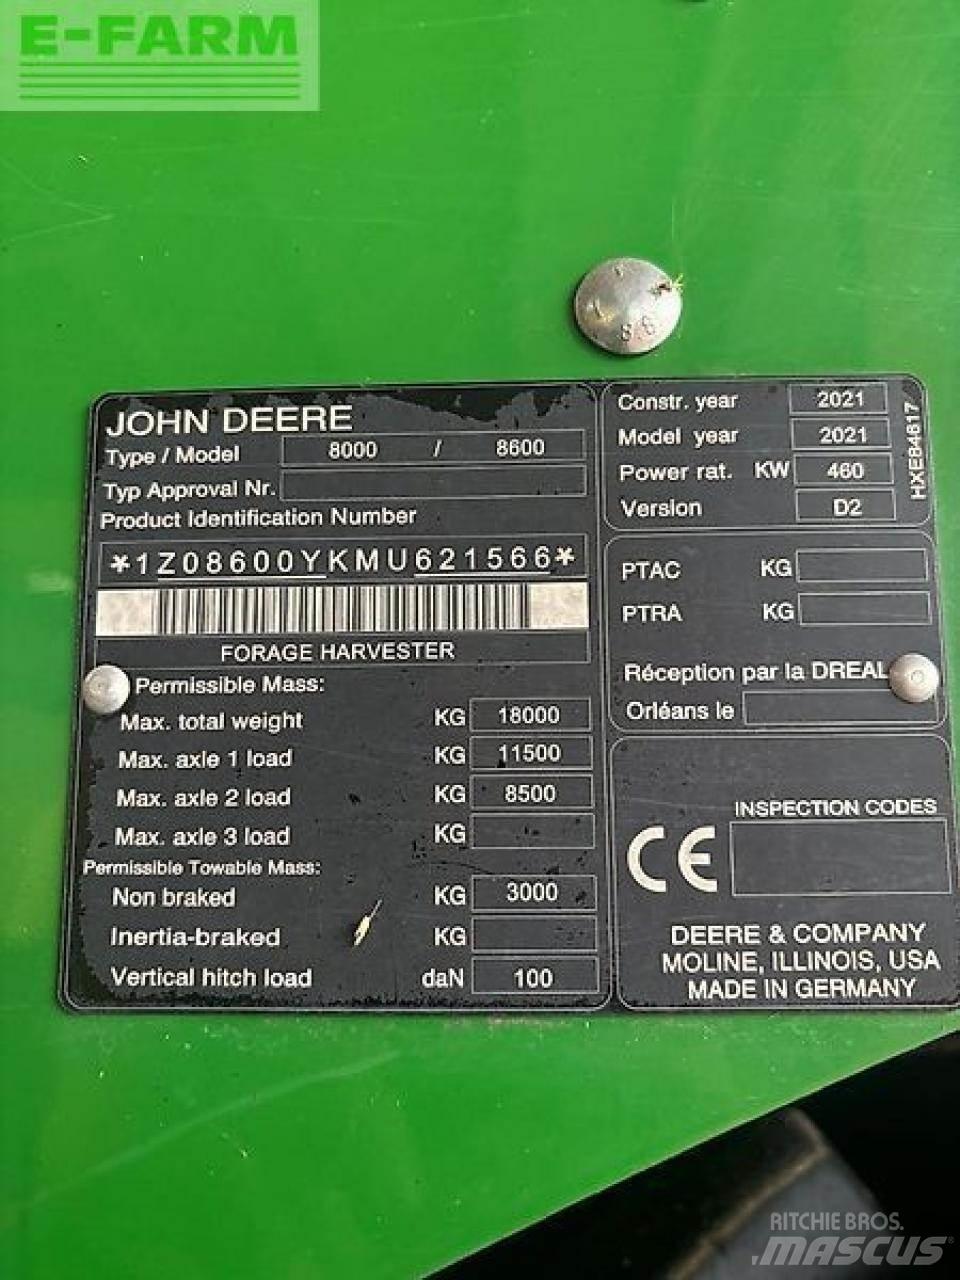 E-FARM
8.8
JOHN DEERE
Type / Model 8000 / 8600
Typ Approval Nr.
Product Identification Number
*1Z08600YKMU621566*
FORAGE HARVESTER
Permissible Mass:
Max. total weight KG 18000
Max. axle 1 load KG 11500
Max. axle 2 load KG 8500
Max. axle 3 load KG
Permissible Towable Mass:
Non braked KG 3000
Inertia-braked KG
Vertical hitch load daN 100
Constr. year 2021
Model year 2021
Power rat. KW 460
Version D2
HXE84817
PTAC KG
PTRA KG
Réception par la DREAL
Orléans le
INSPECTION CODES
CE
DEERE & COMPANY
MOLINE, ILLINOIS, USA
MADE IN GERMANY
RITCHIE BROS.
MASCUS